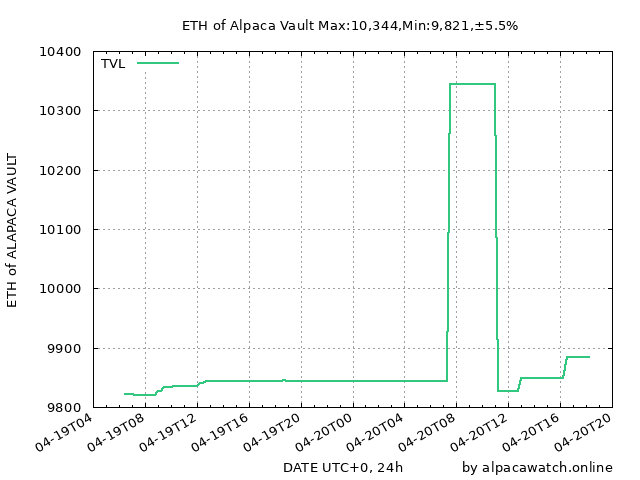 ETH of Alpaca Vault Max:10,344,Min:9,821,±5.5%
TVL
ETH of ALAPACA VAULT
10400
10300
10200
10100
10000
9900
9800
04-19T04
04-19T08
04-19T12
04-19T16
04-19T20
04-20T00
04-20T04
04-20T08
04-20T12
04-20T16
04-20T20
DATE UTC+0, 24h
by alpacawatch.online